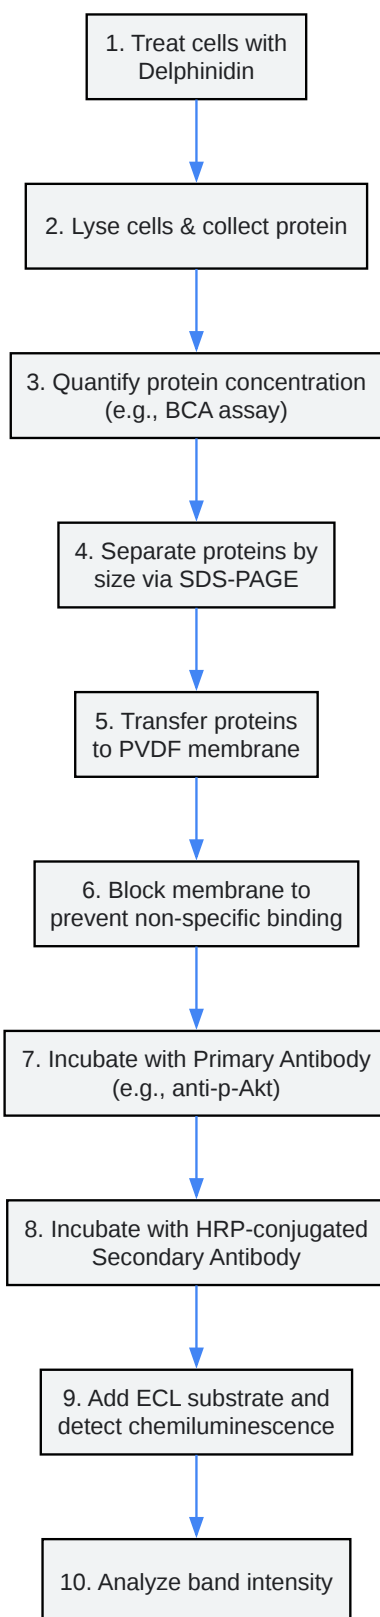 1. Treat cells with
Delphinidin
2. Lyse cells & collect protein
3. Quantify protein concentration
(e.g., BCA assay)
4. Separate proteins by
size via SDS-PAGE
5. Transfer proteins
to PVDF membrane
6. Block membrane to
prevent non-specific binding
7. Incubate with Primary Antibody
(e.g., anti-p-Akt)
8. Incubate with HRP-conjugated
Secondary Antibody
9. Add ECL substrate and
detect chemiluminescence
10. Analyze band intensity